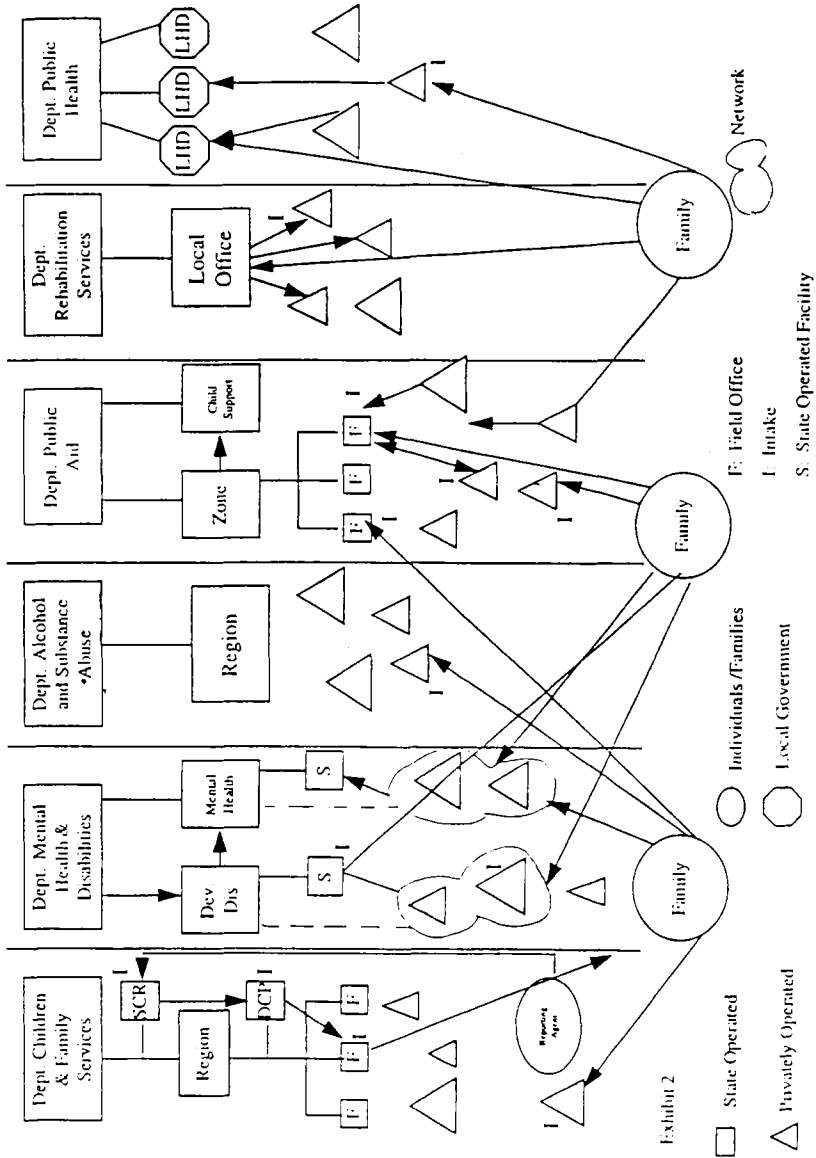 Dept. Children
& Family
Services
SCR
I
Region
DCP
I
F
F
I
F
Reporting
Agent
I
Dept. Mental
Health &
Disabilities
Dev.
Dis
Mental
Health
S
I
S
I
Dept. Alcohol
and Substance
Abuse
Region
I
Dept. Public
Aid
Zone
Child
Support
F
F
F
I
I
I
I
Dept.
Rehabilitation
Services
Local
Office
I
Dept. Public
Health
LHD
LHD
LHD
I
Family
Family
Family
Network
Exhibit 2
State Operated
Privately Operated
Individuals /Families
Local Government
F: Field Office
I: Intake
S: State Operated Facility